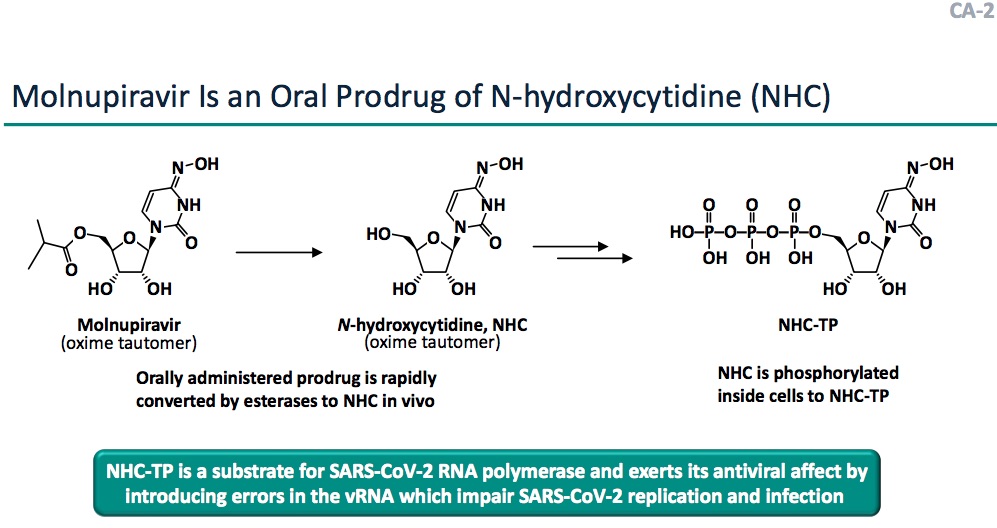 CA-2
Molnupiravir Is an Oral Prodrug of N-hydroxycytidine (NHC)
N-OH
NH
N
O
O
O
O
HO
OH
Molnupiravir
(oxime tautomer)
N-OH
NH
N
O
HO
O
HO
OH
N-hydroxycytidine, NHC
(oxime tautomer)
Orally administered prodrug is rapidly
converted by esterases to NHC in vivo
N-OH
NH
N
O
O O O
HO-P-O-P-O-P-O
OH OH OH
O
HO
OH
NHC-TP
NHC is phosphorylated
inside cells to NHC-TP
NHC-TP is a substrate for SARS-CoV-2 RNA polymerase and exerts its antiviral affect by
introducing errors in the vRNA which impair SARS-CoV-2 replication and infection